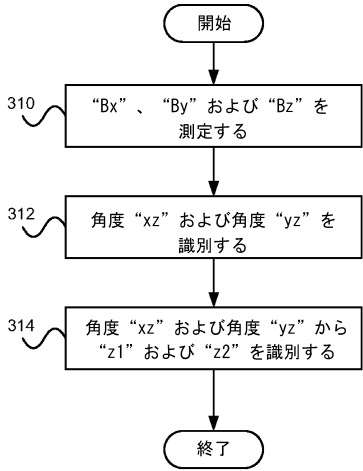 開始
310
“Bx”、“By”および“Bz”を
測定する
312
角度“xz”および角度“yz”を
識別する
314
角度“xz”および角度“yz”から
“z1”および“z2”を識別する
終了